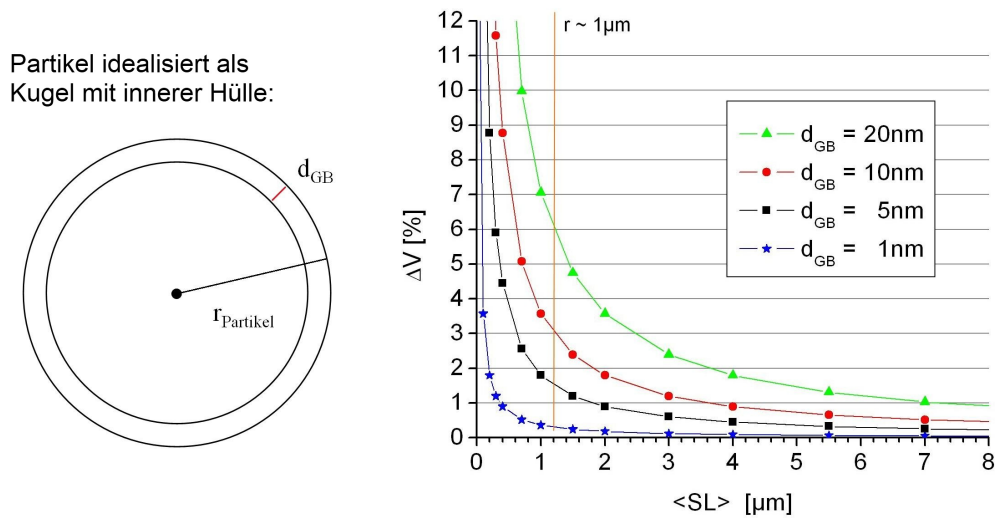 Partikel idealisiert als
Kugel mit innerer Hülle:
d_GB
r_Partikel
ΔV [%]
12
11
10
9
8
7
6
5
4
3
2
1
0
r ~ 1µm
d_GB = 20nm
d_GB = 10nm
d_GB = 5nm
d_GB = 1nm
0 1 2 3 4 5 6 7 8
<SL> [µm]